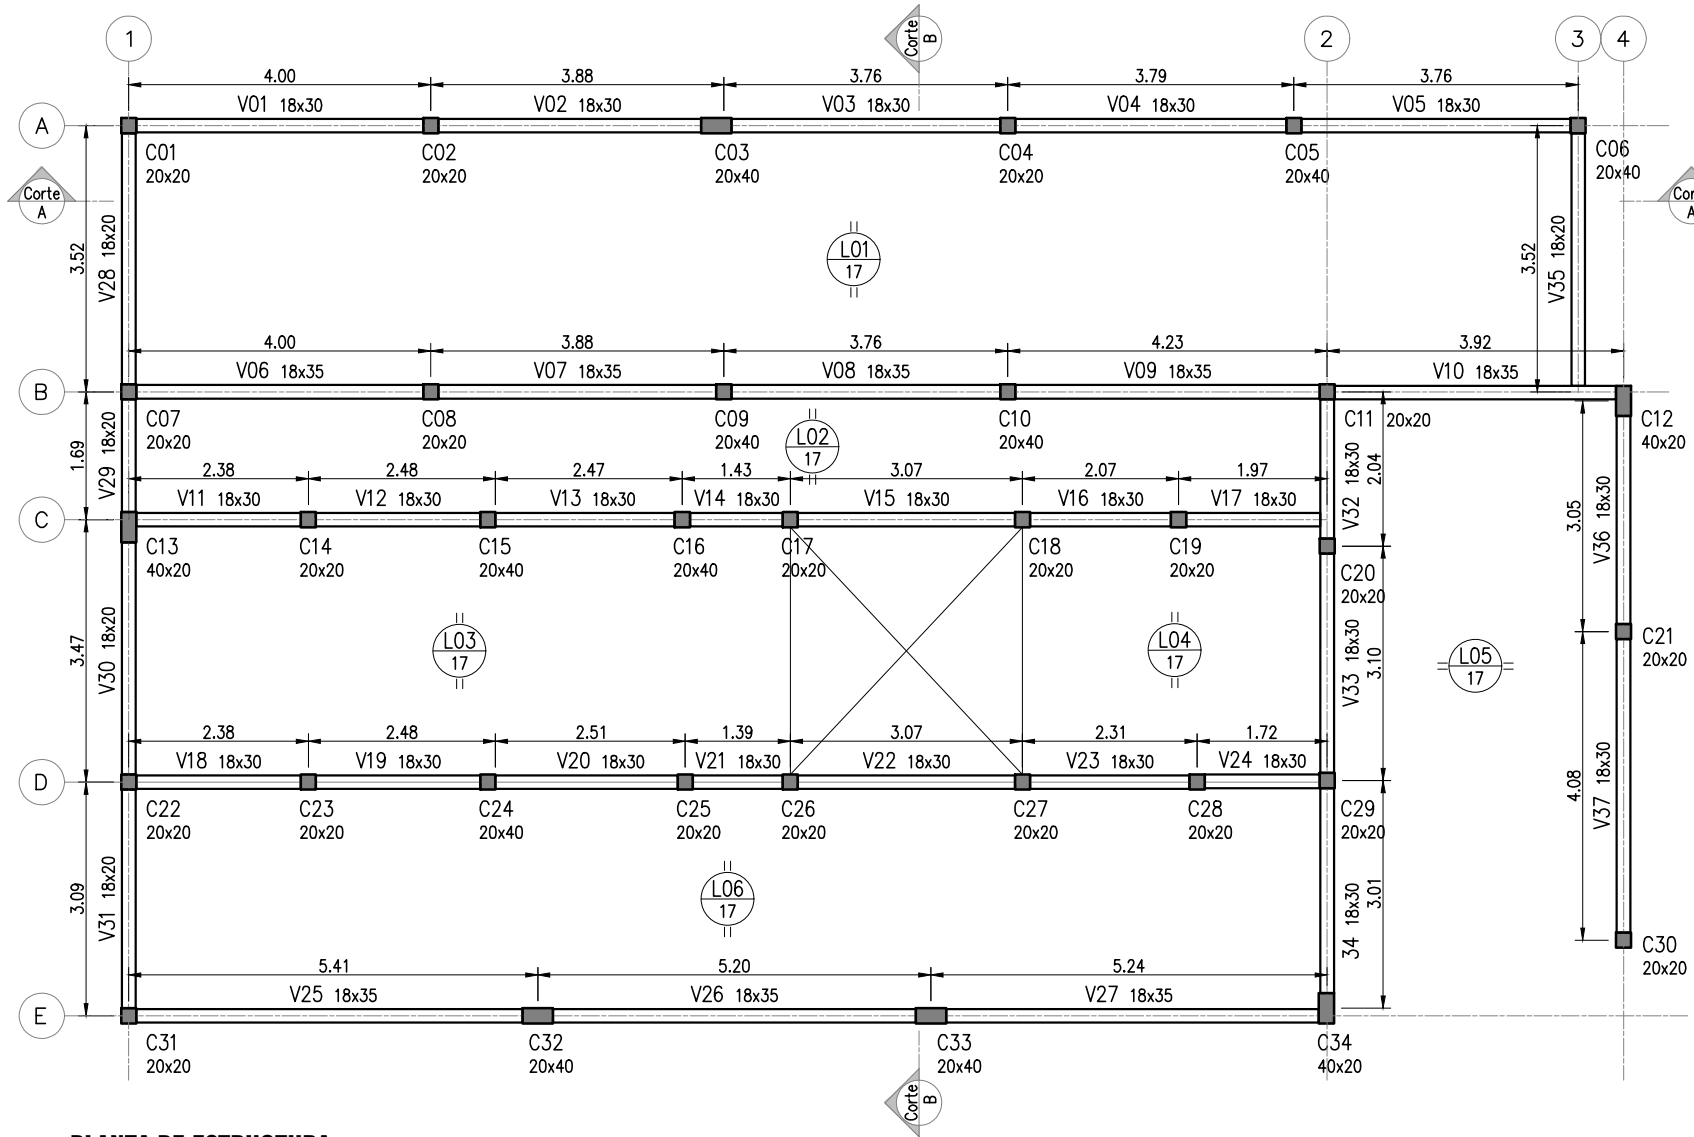 1
Corte
B
2
3
4
4.00
3.88
3.76
3.79
3.76
V01 18x30
V02 18x30
V03 18x30
V04 18x30
V05 18x30
A
C01
20x20
C02
20x20
C03
20x40
C04
20x20
C05
20x40
C06
20x40
Corte
A
3.52
V28 18x20
L01
17
3.52
V35 18x20
4.00
3.88
3.76
4.23
3.92
V06 18x35
V07 18x35
V08 18x35
V09 18x35
V10 18x35
B
C07
20x20
C08
20x20
C09
20x40
C10
20x40
C11 20x20
C12
40x20
1.69
V29 18x20
L02
17
V32 18x30
2.04
2.38
2.48
2.47
1.43
3.07
2.07
1.97
V11 18x30
V12 18x30
V13 18x30
V14 18x30
V15 18x30
V16 18x30
V17 18x30
3.05
V36 18x30
C
C13
40x20
C14
20x20
C15
20x40
C16
20x40
C17
20x20
C18
20x20
C19
20x20
C20
20x20
3.47
V30 18x20
L03
17
L04
17
V33 18x30
3.10
L05
17
C21
20x20
2.38
2.48
2.51
1.39
3.07
2.31
1.72
V18 18x30
V19 18x30
V20 18x30
V21 18x30
V22 18x30
V23 18x30
V24 18x30
4.08
V37 18x30
D
C22
20x20
C23
20x20
C24
20x40
C25
20x20
C26
20x20
C27
20x20
C28
20x20
C29
20x20
3.09
V31 18x20
L06
17
34 18x30
3.01
C30
20x20
5.41
5.20
5.24
V25 18x35
V26 18x35
V27 18x35
E
C31
20x20
C32
20x40
C33
20x40
C34
40x20
Corte
B
PLANTA DE ESTRUCTURA